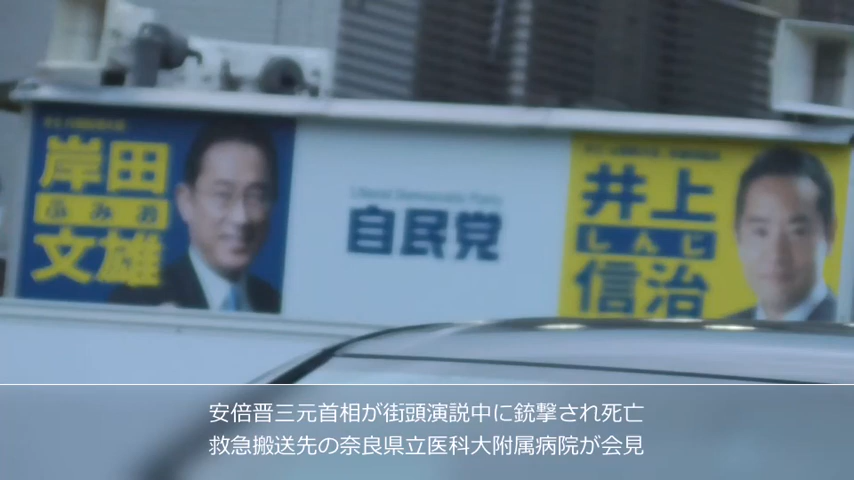 岸田
ふみお
文雄
Liberal Democratic Party
自民党
井上
しんじ
信治
安倍晋三元首相が街頭演説中に銃撃され死亡
救急搬送先の奈良県立医科大附属病院が会見